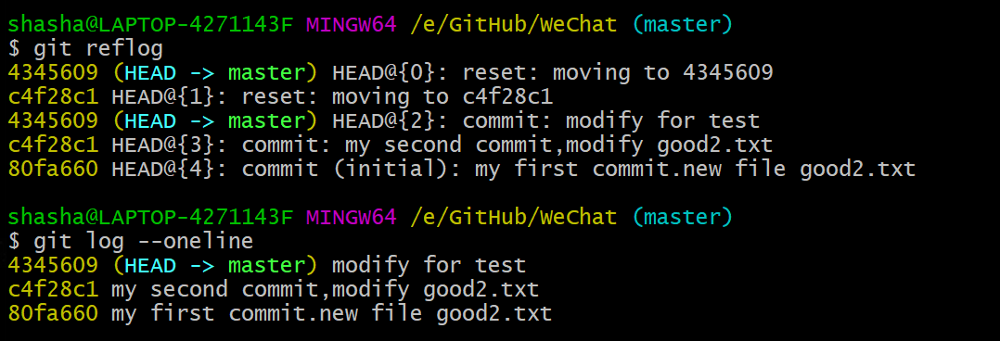 shasha@LAPTOP-4271143F MINGW64 /e/GitHub/WeChat (master)
$ git reflog
4345609 (HEAD -> master) HEAD@{0}: reset: moving to 4345609
c4f28c1 HEAD@{1}: reset: moving to c4f28c1
4345609 (HEAD -> master) HEAD@{2}: commit: modify for test
c4f28c1 HEAD@{3}: commit: my second commit,modify good2.txt
80fa660 HEAD@{4}: commit (initial): my first commit.new file good2.txt
shasha@LAPTOP-4271143F MINGW64 /e/GitHub/WeChat (master)
$ git log --oneline
4345609 (HEAD -> master) modify for test
c4f28c1 my second commit,modify good2.txt
80fa660 my first commit.new file good2.txt